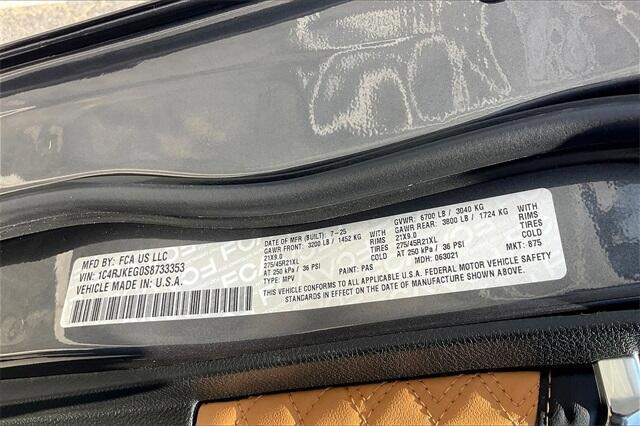 MFD BY: FCA US LLC
VIN: 1C4RJKEG0S8733353
VEHICLE MADE IN: U.S.A.
DATE OF MFR (BUILT): 7-25
GAWR FRONT: 3200 LB / 1452 KG WITH
21X9.0 TIRES
275/45R21XL COLD
AT 250 kPa / 36 PSI
TYPE: MPV PAINT: PAS
GVWR: 6700 LB / 3040 KG
GAWR REAR: 3800 LB / 1724 KG WITH
21X9.0 TIRES
275/45R21XL COLD
AT 250 kPa / 36 PSI
MDH: 063021 MKT: 875
THIS VEHICLE CONFORMS TO ALL APPLICABLE U.S.A. FEDERAL MOTOR VEHICLE SAFETY
STANDARDS IN EFFECT ON THE DATE OF MANUFACTURE SHOWN ABOVE